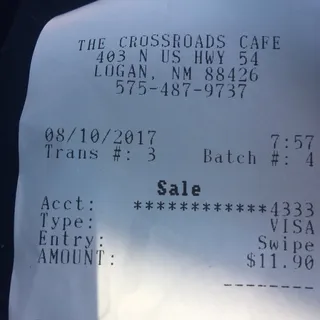 THE CROSSROADS CAFE
403 N US HWY 54
LOGAN, NM 88426
575-487-9737
08/10/2017 7:57
Trans #: 3 Batch #: 4
Sale
Acct: ************4333
Type: VISA
Entry: Swipe
AMOUNT: $11.90
--------